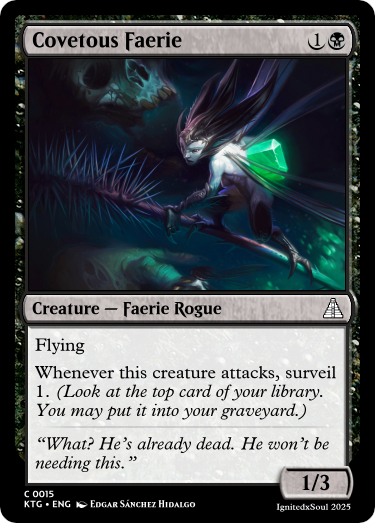 Covetous Faerie 1
Creature — Faerie Rogue
Flying
Whenever this creature attacks, surveil
1. (Look at the top card of your library.
You may put it into your graveyard.)
“What? He’s already dead. He won’t be
needing this.”
1/3
C 0015
KTG • ENG Edgar Sánchez Hidalgo
IgnitedxSoul 2025